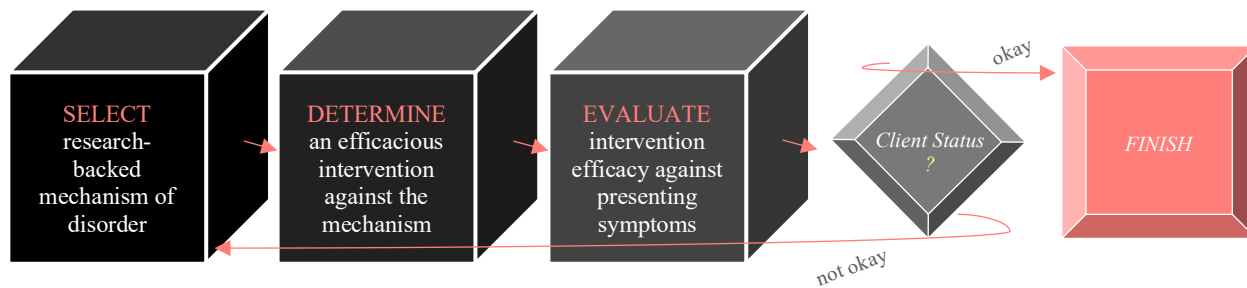 SELECT
research-
backed
mechanism of
disorder
DETERMINE
an efficacious
intervention
against the
mechanism
EVALUATE
intervention
efficacy against
presenting
symptoms
Client Status
?
okay
not okay
FINISH